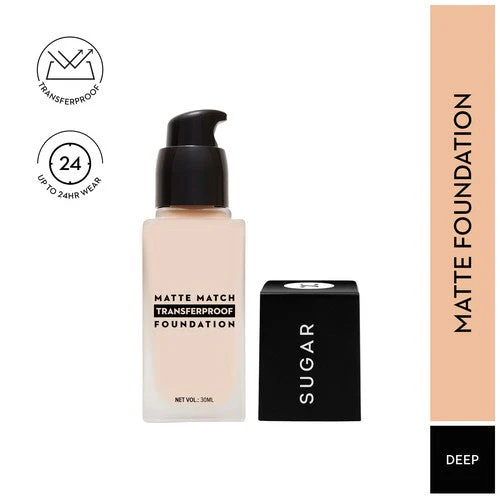 TRANSFERPROOF
24
UP TO 24HR WEAR
MATTE MATCH
TRANSFERPROOF
FOUNDATION
NET VOL.: 30ML
SUGAR
MATTE FOUNDATION
DEEP